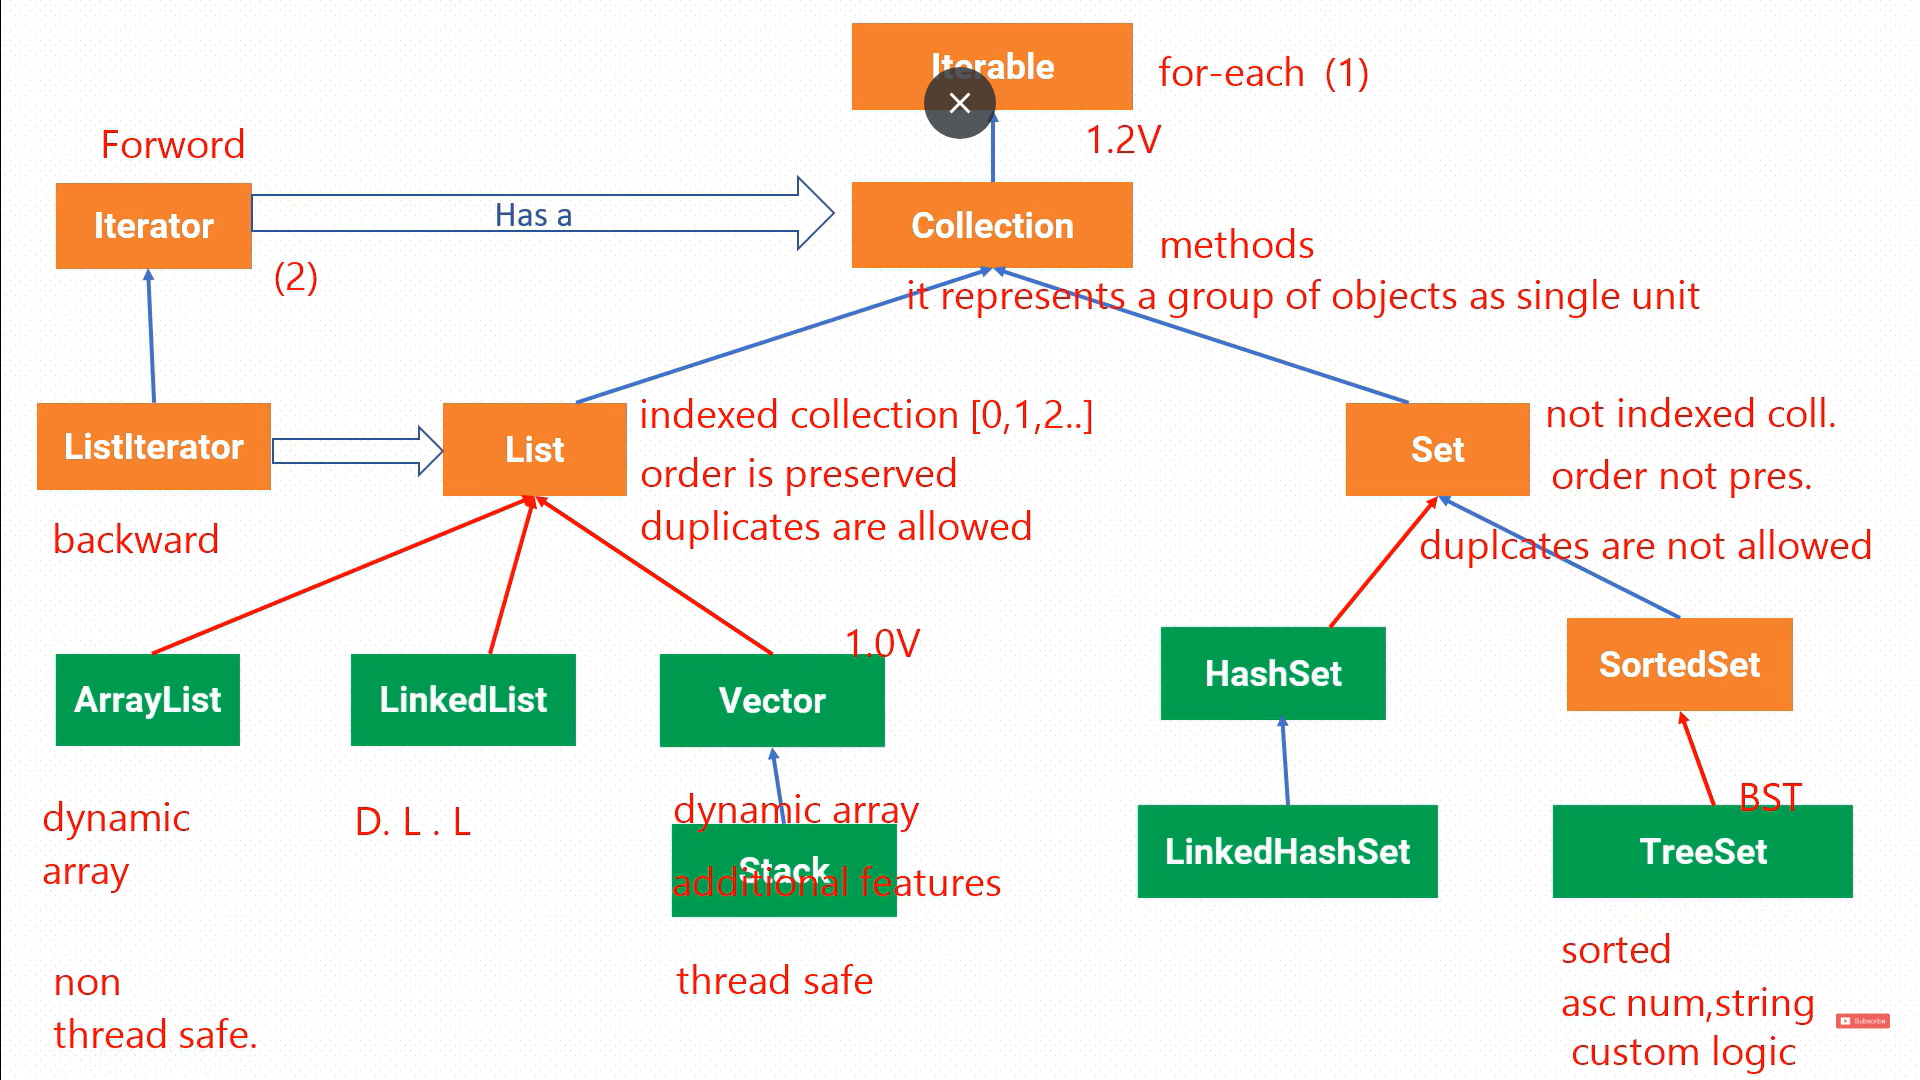 Iterable
for-each (1)
1.2V
Forword
Iterator
Has a
Collection
(2)
methods
it represents a group of objects as single unit
ListIterator
List
indexed collection [0,1,2..]
order is preserved
duplicates are allowed
Set
not indexed coll.
order not pres.
duplcates are not allowed
backward
1.0V
ArrayList
LinkedList
Vector
HashSet
SortedSet
dynamic
array
D. L . L
dynamic array
Stack
additional features
LinkedHashSet
BST
TreeSet
non
thread safe.
thread safe
sorted
asc num,string
custom logic
Subscribe